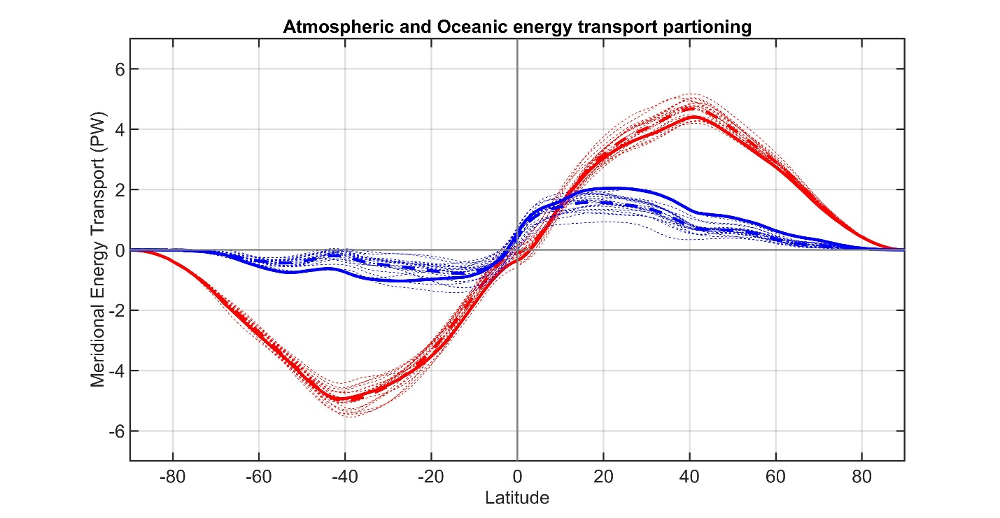 Atmospheric and Oceanic energy transport partioning
Meridional Energy Transport (PW)
6
4
2
0
-2
-4
-6
-80 -60 -40 -20 0 20 40 60 80
Latitude